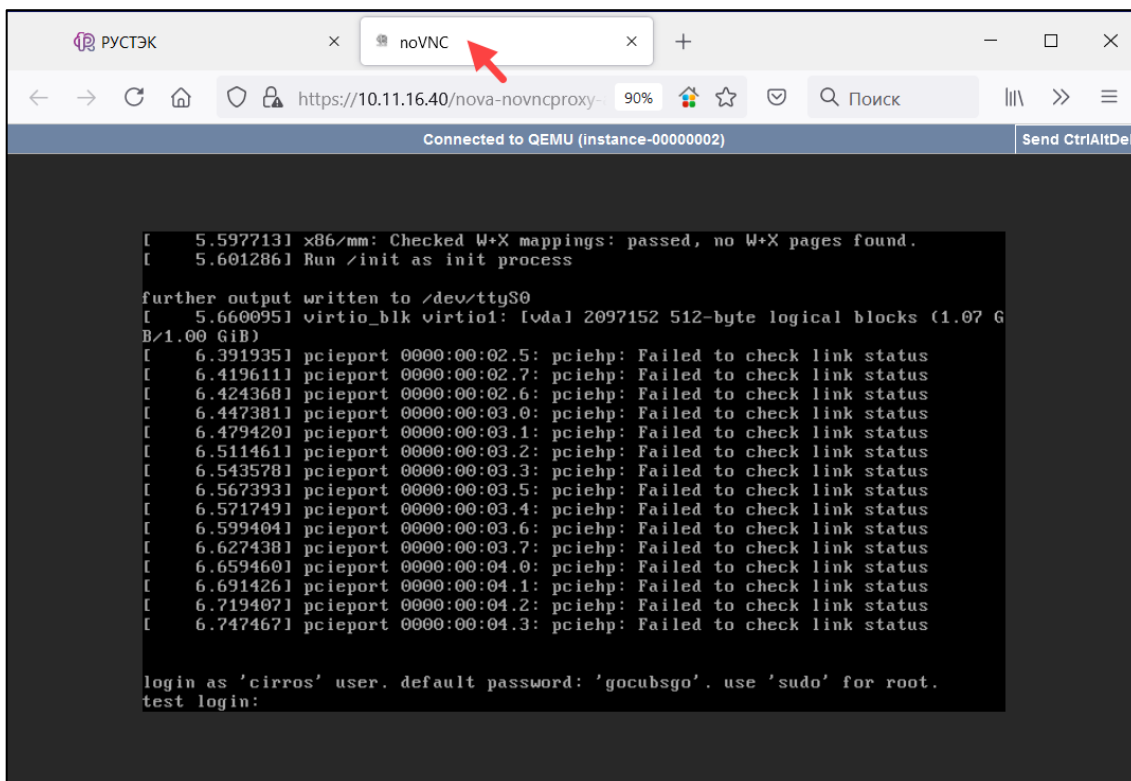 РУСТЭК
noVNC
https://10.11.16.40/nova-novncproxy-
90%
Поиск
Connected to QEMU (instance-00000002)
Send CtrlAltDel
[    5.597713] x86/mm: Checked W+X mappings: passed, no W+X pages found.
[    5.601286] Run /init as init process
further output written to /dev/ttyS0
[    5.660095] virtio_blk virtio1: [vda] 2097152 512-byte logical blocks (1.07 G
B/1.00 GiB)
[    6.391935] pcieport 0000:00:02.5: pciehp: Failed to check link status
[    6.419611] pcieport 0000:00:02.7: pciehp: Failed to check link status
[    6.424368] pcieport 0000:00:02.6: pciehp: Failed to check link status
[    6.447381] pcieport 0000:00:03.0: pciehp: Failed to check link status
[    6.479420] pcieport 0000:00:03.1: pciehp: Failed to check link status
[    6.511461] pcieport 0000:00:03.2: pciehp: Failed to check link status
[    6.543578] pcieport 0000:00:03.3: pciehp: Failed to check link status
[    6.567393] pcieport 0000:00:03.5: pciehp: Failed to check link status
[    6.571749] pcieport 0000:00:03.4: pciehp: Failed to check link status
[    6.599404] pcieport 0000:00:03.6: pciehp: Failed to check link status
[    6.627438] pcieport 0000:00:03.7: pciehp: Failed to check link status
[    6.659460] pcieport 0000:00:04.0: pciehp: Failed to check link status
[    6.691426] pcieport 0000:00:04.1: pciehp: Failed to check link status
[    6.719407] pcieport 0000:00:04.2: pciehp: Failed to check link status
[    6.747467] pcieport 0000:00:04.3: pciehp: Failed to check link status
login as 'cirros' user. default password: 'gocubsgo'. use 'sudo' for root.
test login: